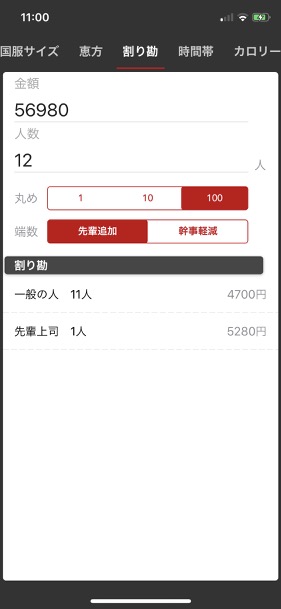 11:00
42
国服サイズ 恵方 割り勘 時間帯 カロリー
金額
56980
人数
12 人
丸め 1 10 100
端数 先輩追加 幹事軽減
割り勘
一般の人 11人 4700円
先輩上司 1人 5280円